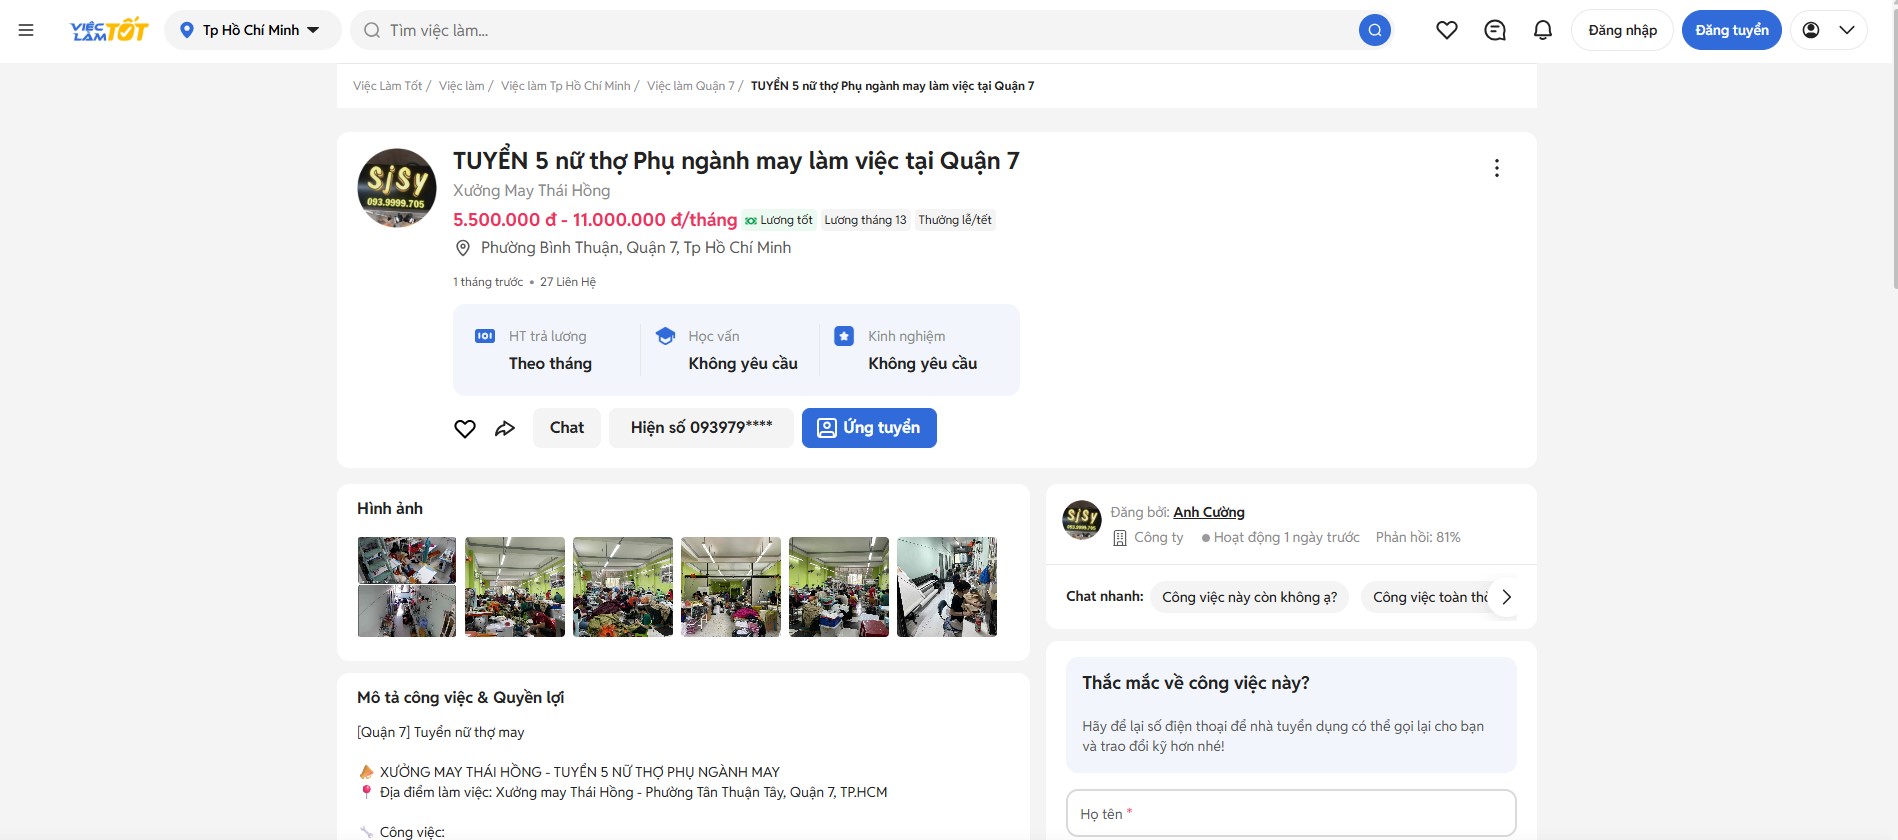 VIỆC LÀM TỐT
Tp Hồ Chí Minh
Tìm việc làm...
Đăng nhập
Đăng tuyển
Việc Làm Tốt / Việc làm / Việc làm Tp Hồ Chí Minh / Việc làm Quận 7 / TUYỂN 5 nữ thợ Phụ ngành may làm việc tại Quận 7
SjSy
093.9999.705
TUYỂN 5 nữ thợ Phụ ngành may làm việc tại Quận 7
Xưởng May Thái Hồng
5.500.000 đ - 11.000.000 đ/tháng Lương tốt Lương tháng 13 Thưởng lễ/tết
Phường Bình Thuận, Quận 7, Tp Hồ Chí Minh
1 tháng trước • 27 Liên Hệ
HT trả lương
Theo tháng
Học vấn
Không yêu cầu
Kinh nghiệm
Không yêu cầu
Chat
Hiện số 093979****
Ứng tuyển
Hình ảnh
Mô tả công việc & Quyền lợi
[Quận 7] Tuyển nữ thợ may
📣 XƯỞNG MAY THÁI HỒNG - TUYỂN 5 NỮ THỢ PHỤ NGÀNH MAY
📍 Địa điểm làm việc: Xưởng may Thái Hồng - Phường Tân Thuận Tây, Quận 7, TP.HCM
🔧 Công việc:
SjSy
093.9999.705
Đăng bởi: Anh Cường
Công ty • Hoạt động 1 ngày trước Phản hồi: 81%
Chat nhanh: Công việc này còn không ạ? Công việc toàn thờ
Thắc mắc về công việc này?
Hãy để lại số điện thoại để nhà tuyển dụng có thể gọi lại cho bạn
và trao đổi kỹ hơn nhé!
Họ tên *